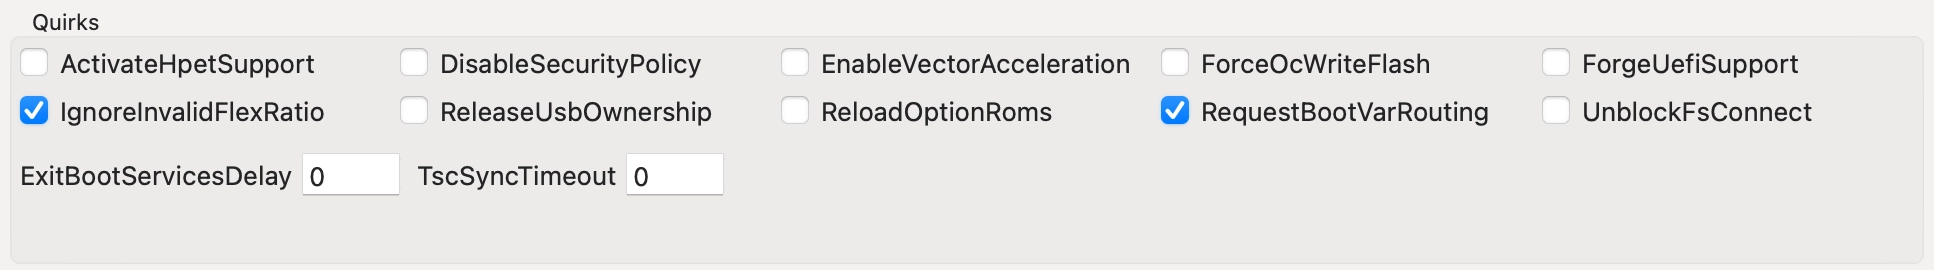 Quirks
ActivateHpetSupport DisableSecurityPolicy EnableVectorAcceleration ForceOcWriteFlash ForgeUefiSupport
IgnoreInvalidFlexRatio ReleaseUsbOwnership ReloadOptionRoms RequestBootVarRouting UnblockFsConnect
ExitBootServicesDelay 0 TscSyncTimeout 0